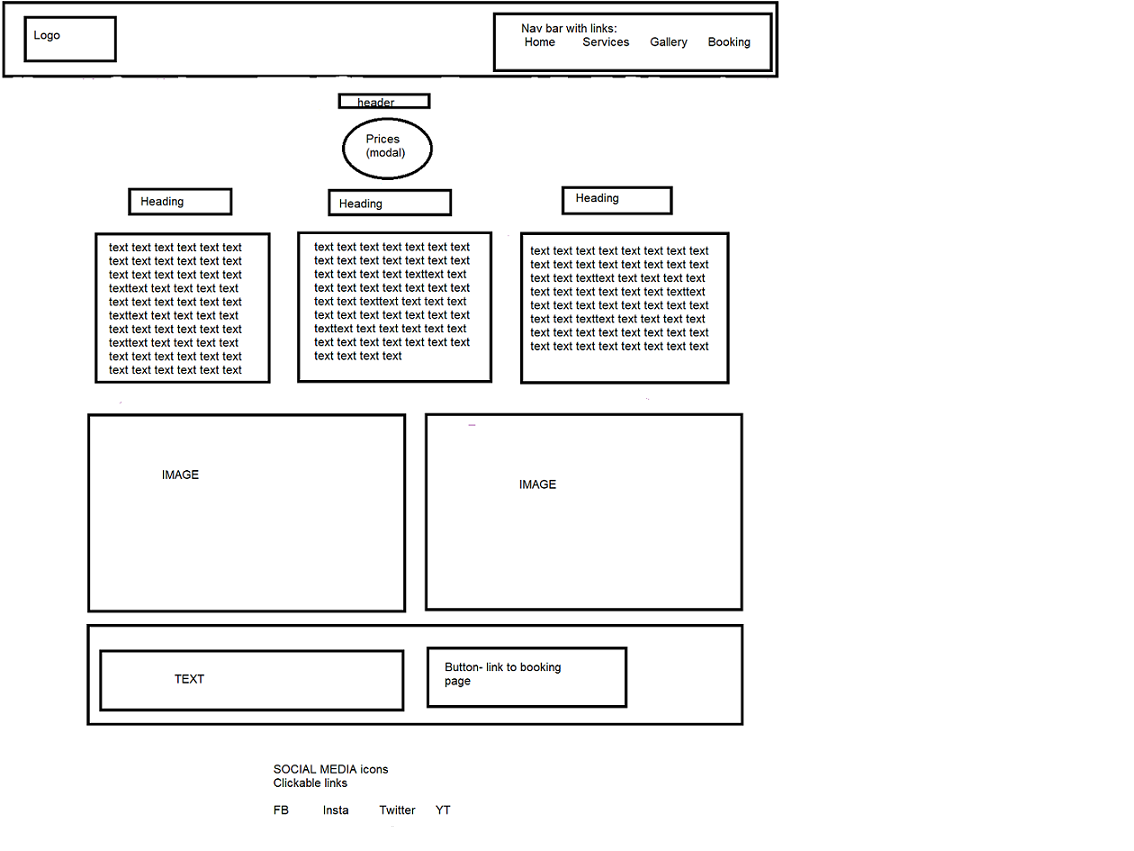 Logo
Nav bar with links:
Home Services Gallery Booking
header
Prices
(modal)
Heading
Heading
Heading
text text text text text text
text text text text text text
text text text text text text
texttext text text text text
text text text text text text
texttext text text text text
text text text text text text
texttext text text text text
text text text text text text
text text text text text text
text text text text text text text
text text text text text text text
text text text text texttext text
text text text text text text text
text text texttext text text text
text text text text text text text
texttext text text text text text
text text text text text text text
text text text text
text text text text text text text text
text text text text text text text text
text text texttext text text text text
text text text text text text texttext
text text text text text text text text
text text texttext text text text text
text text text text text text text text
text text text text text text text text
IMAGE
IMAGE
TEXT
Button- link to booking
page
SOCIAL MEDIA icons
Clickable links
FB Insta Twitter YT